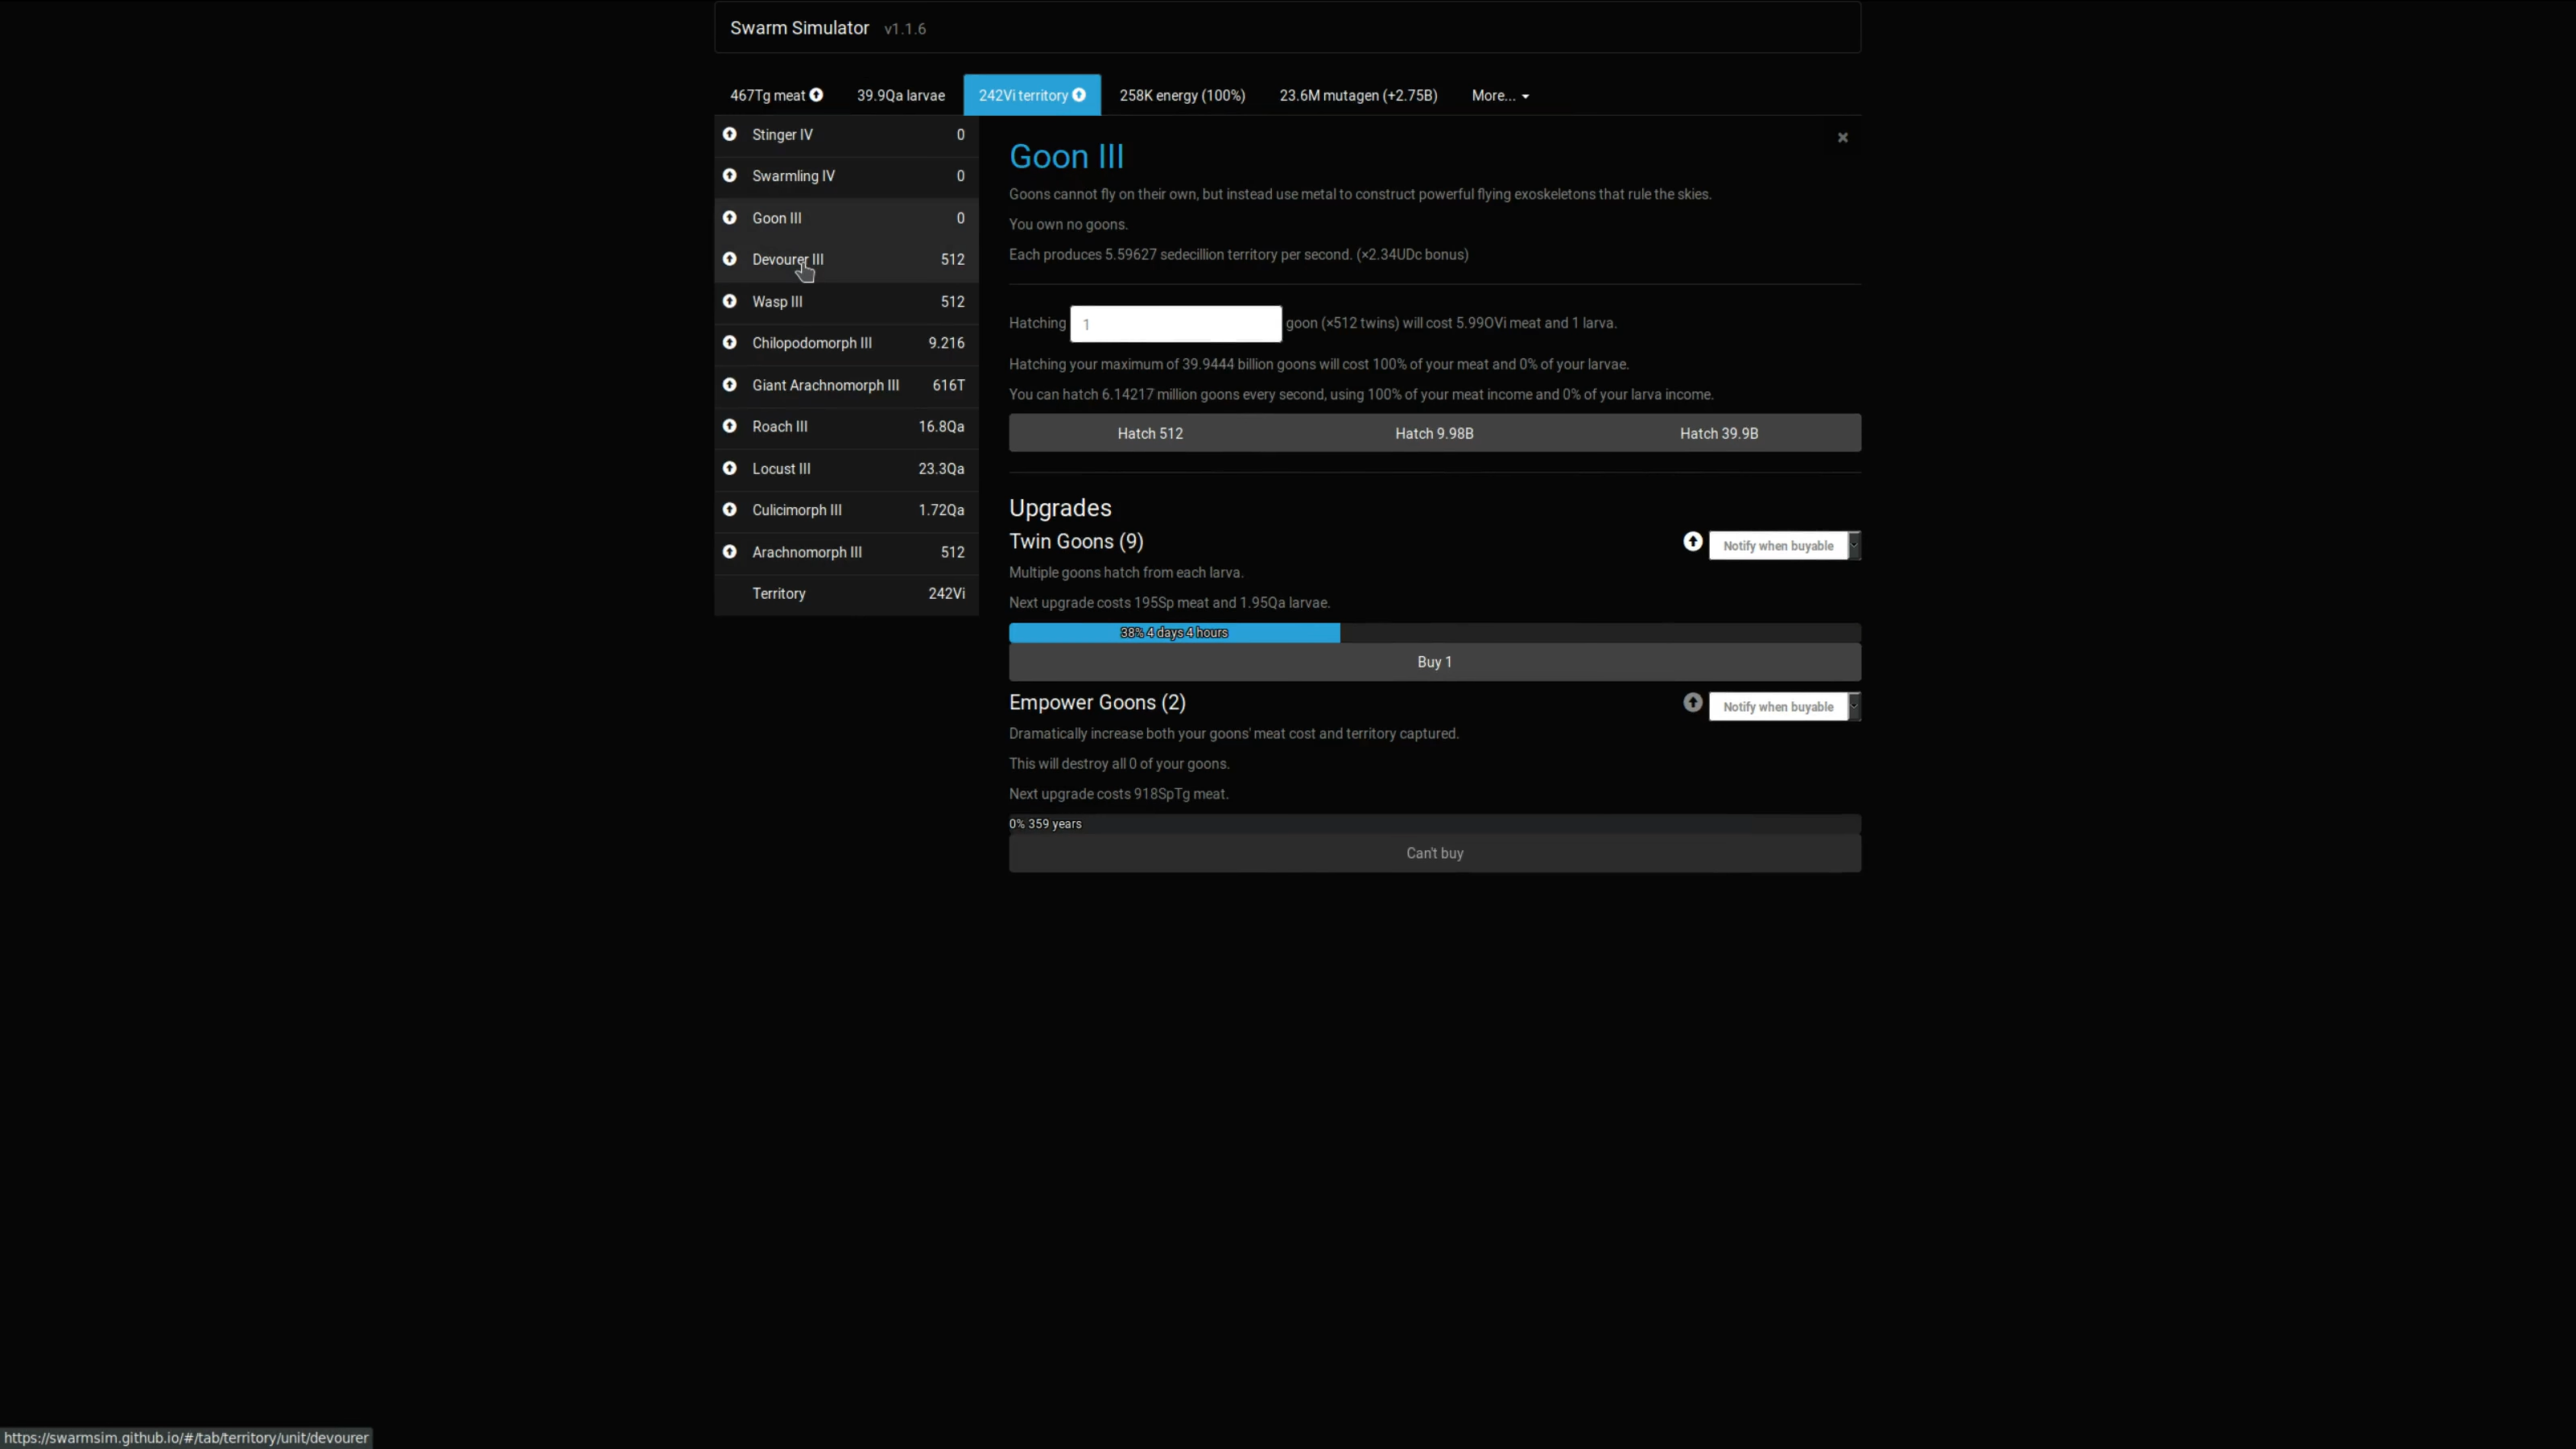 Swarm Simulator v1.1.6
467Tg meat 39.9Qa larvae 242Vi territory 258K energy (100%) 23.6M mutagen (+2.75B) More...
Stinger IV 0
Swarmling IV 0
Goon III 0
Devourer III 512
Wasp III 512
Chilopodomorph III 9.216
Giant Arachnomorph III 616T
Roach III 16.8Qa
Locust III 23.3Qa
Culicimorph III 1.72Qa
Arachnomorph III 512
Territory 242Vi
Goon III
Goons cannot fly on their own, but instead use metal to construct powerful flying exoskeletons that rule the skies.
You own no goons.
Each produces 5.59627 sedecillion territory per second. (×2.34UDc bonus)
Hatching 1 goon (×512 twins) will cost 5.99OVi meat and 1 larva.
Hatching your maximum of 39.9444 billion goons will cost 100% of your meat and 0% of your larvae.
You can hatch 6.14217 million goons every second, using 100% of your meat income and 0% of your larva income.
Hatch 512 Hatch 9.98B Hatch 39.9B
Upgrades
Twin Goons (9) Notify when buyable
Multiple goons hatch from each larva.
Next upgrade costs 195Sp meat and 1.95Qa larvae.
38% 4 days 4 hours
Buy 1
Empower Goons (2) Notify when buyable
Dramatically increase both your goons' meat cost and territory captured.
This will destroy all 0 of your goons.
Next upgrade costs 918SpTg meat.
0% 359 years
Can't buy
https://swarmsim.github.io/#/tab/territory/unit/devourer